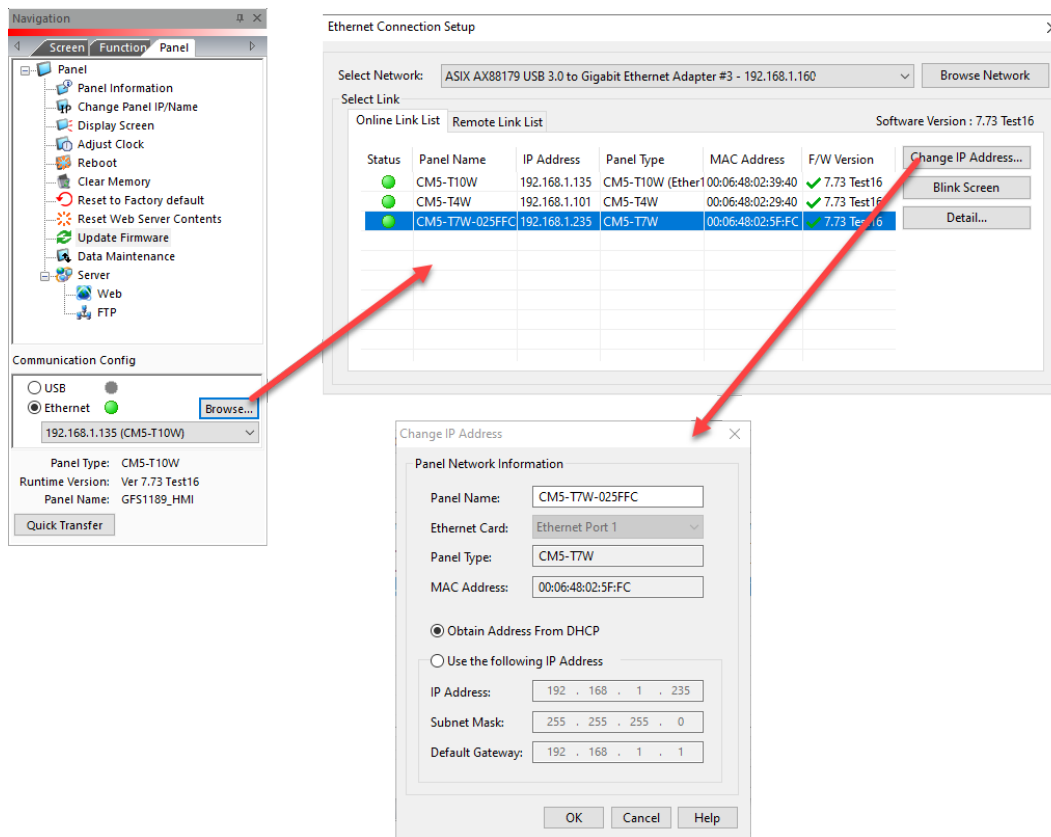 Navigation
Screen Function Panel
Panel
Panel Information
Change Panel IP/Name
Display Screen
Adjust Clock
Reboot
Clear Memory
Reset to Factory default
Reset Web Server Contents
Update Firmware
Data Maintenance
Server
Web
FTP
Communication Config
USB
Ethernet Browse...
192.168.1.135 (CM5-T10W)
Panel Type: CM5-T10W
Runtime Version: Ver 7.73 Test16
Panel Name: GFS1189_HMI
Quick Transfer
Ethernet Connection Setup
Select Network: ASIX AX88179 USB 3.0 to Gigabit Ethernet Adapter #3 - 192.168.1.160 Browse Network
Select Link
Online Link List Remote Link List Software Version : 7.73 Test16
Status Panel Name IP Address Panel Type MAC Address F/W Version Change IP Address...
CM5-T10W 192.168.1.135 CM5-T10W (Ether1 00:06:48:02:39:40 7.73 Test16
Blink Screen
CM5-T4W 192.168.1.101 CM5-T4W 00:06:48:02:29:40 7.73 Test16
CM5-T7W-025FFC 192.168.1.235 CM5-T7W 00:06:48:02:5F:FC 7.73 Test16 Detail...
Change IP Address
Panel Network Information
Panel Name: CM5-T7W-025FFC
Ethernet Card: Ethernet Port 1
Panel Type: CM5-T7W
MAC Address: 00:06:48:02:5F:FC
Obtain Address From DHCP
Use the following IP Address
IP Address: 192 . 168 . 1 . 235
Subnet Mask: 255 . 255 . 255 . 0
Default Gateway: 192 . 168 . 1 . 1
OK Cancel Help